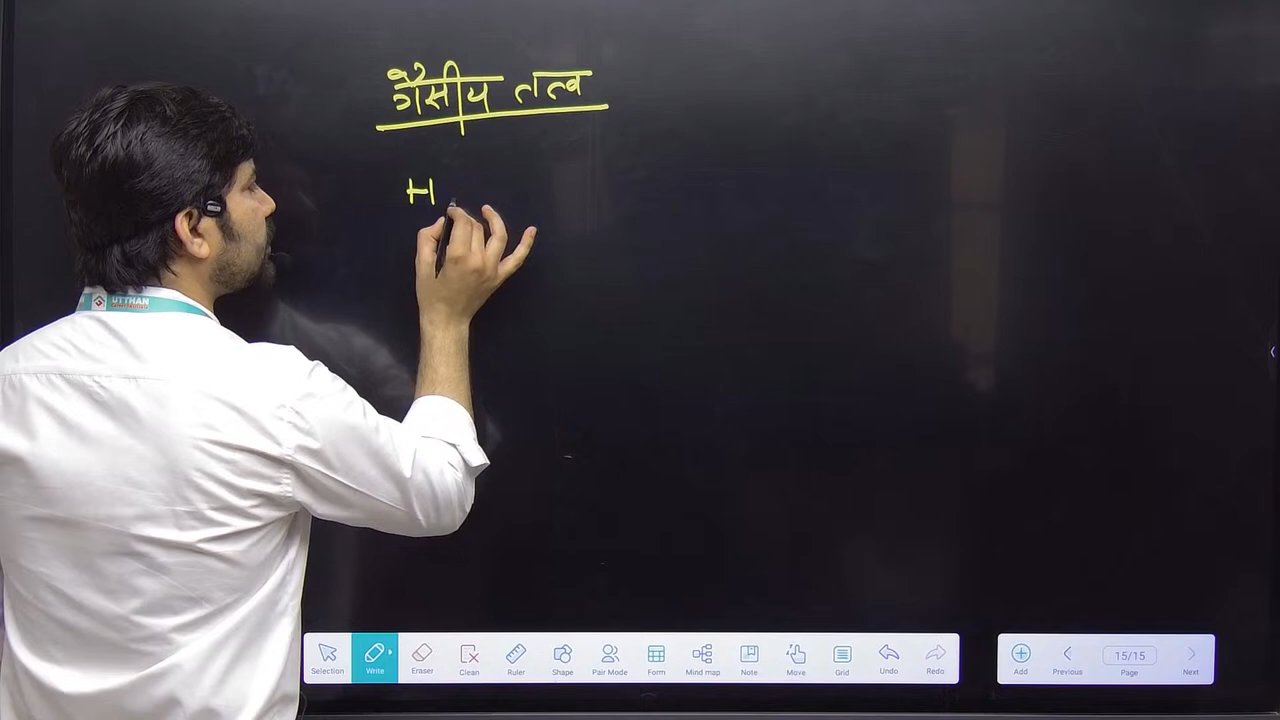 गैसीय तत्व
H
UTTHAN
Selection Write Eraser Clean Ruler Shape Pair Mode Form Mind map Note Move Grid Undo Redo Add Previous 15/15 Page Next